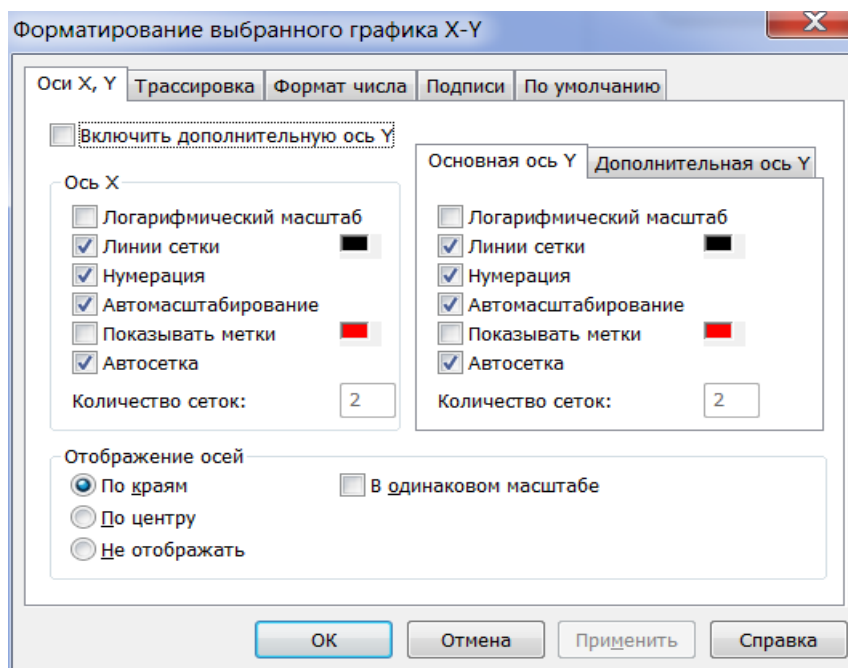 Форматирование выбранного графика X-Y
Оси X, Y
Трассировка
Формат числа
Подписи
По умолчанию
Включить дополнительную ось Y
Ось X
Логарифмический масштаб
Линии сетки
Нумерация
Автомасштабирование
Показывать метки
Автосетка
Количество сеток: 2
Основная ось Y
Дополнительная ось Y
Логарифмический масштаб
Линии сетки
Нумерация
Автомасштабирование
Показывать метки
Автосетка
Количество сеток: 2
Отображение осей
По краям
По центру
Не отображать
В одинаковом масштабе
ОК
Отмена
Применить
Справка